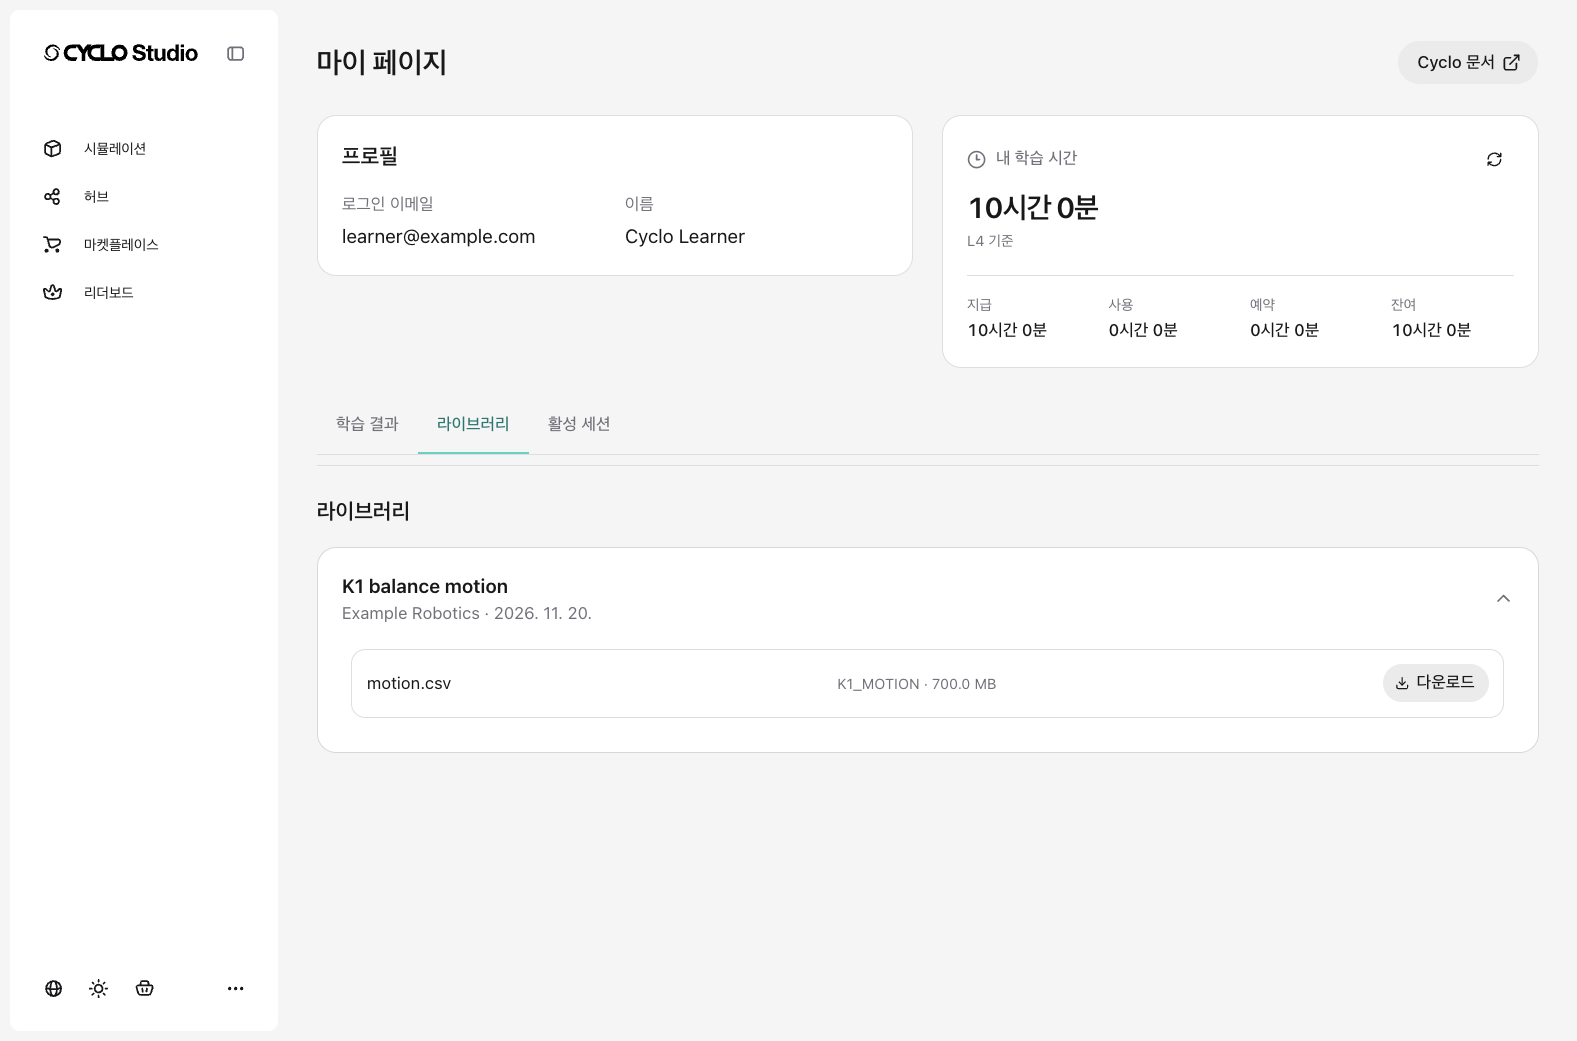 CYCLO Studio
시뮬레이션
허브
마켓플레이스
리더보드
마이 페이지
Cyclo 문서
프로필
로그인 이메일
이름
learner@example.com
Cyclo Learner
내 학습 시간
10시간 0분
L4 기준
지급
사용
예약
잔여
10시간 0분
0시간 0분
0시간 0분
10시간 0분
학습 결과
라이브러리
활성 세션
라이브러리
K1 balance motion
Example Robotics · 2026. 11. 20.
motion.csv
K1_MOTION · 700.0 MB
다운로드